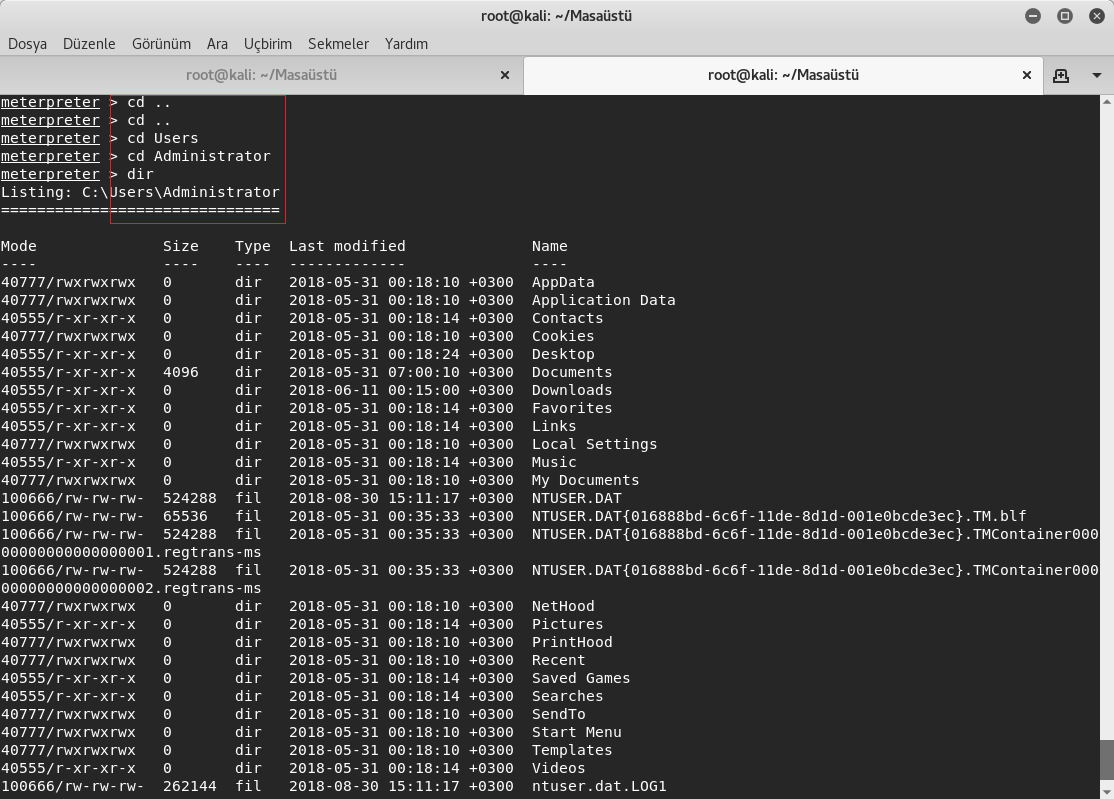 root@kali: ~/Masaüstü
Dosya Düzenle Görünüm Ara Uçbirim Sekmeler Yardım
root@kali: ~/Masaüstü root@kali: ~/Masaüstü
meterpreter > cd ..
meterpreter > cd ..
meterpreter > cd Users
meterpreter > cd Administrator
meterpreter > dir
Listing: C:\Users\Administrator
===============================
Mode Size Type Last modified Name
---- ---- ---- ------------- ----
40777/rwxrwxrwx 0 dir 2018-05-31 00:18:10 +0300 AppData
40777/rwxrwxrwx 0 dir 2018-05-31 00:18:10 +0300 Application Data
40555/r-xr-xr-x 0 dir 2018-05-31 00:18:14 +0300 Contacts
40777/rwxrwxrwx 0 dir 2018-05-31 00:18:10 +0300 Cookies
40555/r-xr-xr-x 0 dir 2018-05-31 00:18:24 +0300 Desktop
40555/r-xr-xr-x 4096 dir 2018-05-31 07:00:10 +0300 Documents
40555/r-xr-xr-x 0 dir 2018-06-11 00:15:00 +0300 Downloads
40555/r-xr-xr-x 0 dir 2018-05-31 00:18:14 +0300 Favorites
40555/r-xr-xr-x 0 dir 2018-05-31 00:18:14 +0300 Links
40777/rwxrwxrwx 0 dir 2018-05-31 00:18:10 +0300 Local Settings
40555/r-xr-xr-x 0 dir 2018-05-31 00:18:14 +0300 Music
40777/rwxrwxrwx 0 dir 2018-05-31 00:18:10 +0300 My Documents
100666/rw-rw-rw- 524288 fil 2018-08-30 15:11:17 +0300 NTUSER.DAT
100666/rw-rw-rw- 65536 fil 2018-05-31 00:35:33 +0300 NTUSER.DAT{016888bd-6c6f-11de-8d1d-001e0bcde3ec}.TM.blf
100666/rw-rw-rw- 524288 fil 2018-05-31 00:35:33 +0300 NTUSER.DAT{016888bd-6c6f-11de-8d1d-001e0bcde3ec}.TMContainer000
00000000000000001.regtrans-ms
100666/rw-rw-rw- 524288 fil 2018-05-31 00:35:33 +0300 NTUSER.DAT{016888bd-6c6f-11de-8d1d-001e0bcde3ec}.TMContainer000
00000000000000002.regtrans-ms
40777/rwxrwxrwx 0 dir 2018-05-31 00:18:10 +0300 NetHood
40555/r-xr-xr-x 0 dir 2018-05-31 00:18:14 +0300 Pictures
40777/rwxrwxrwx 0 dir 2018-05-31 00:18:10 +0300 PrintHood
40777/rwxrwxrwx 0 dir 2018-05-31 00:18:10 +0300 Recent
40555/r-xr-xr-x 0 dir 2018-05-31 00:18:14 +0300 Saved Games
40555/r-xr-xr-x 0 dir 2018-05-31 00:18:14 +0300 Searches
40777/rwxrwxrwx 0 dir 2018-05-31 00:18:10 +0300 SendTo
40777/rwxrwxrwx 0 dir 2018-05-31 00:18:10 +0300 Start Menu
40777/rwxrwxrwx 0 dir 2018-05-31 00:18:10 +0300 Templates
40555/r-xr-xr-x 0 dir 2018-05-31 00:18:14 +0300 Videos
100666/rw-rw-rw- 262144 fil 2018-08-30 15:11:17 +0300 ntuser.dat.LOG1